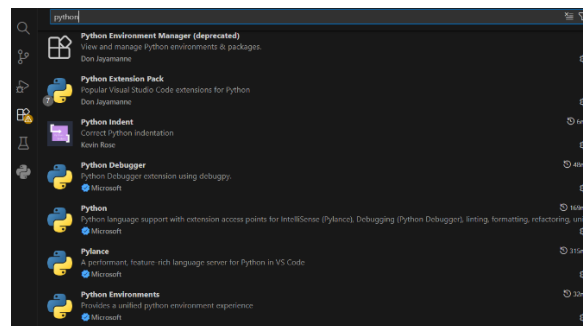 python
Python Environment Manager (deprecated)
View and manage Python environments & packages.
Don Jayamanne
7
Python Extension Pack
Popular Visual Studio Code extensions for Python
Don Jayamanne
Python Indent
Correct Python indentation
Kevin Rose
Python Debugger
Python Debugger extension using debugpy.
Microsoft
Python
Python language support with extension access points for IntelliSense (Pylance), Debugging (Python Debugger), linting, formatting, refactoring, uni
Microsoft
Pylance
315m
A performant, feature-rich language server for Python in VS Code
Microsoft
Python Environments
Provides a unified python environment experience
Microsoft